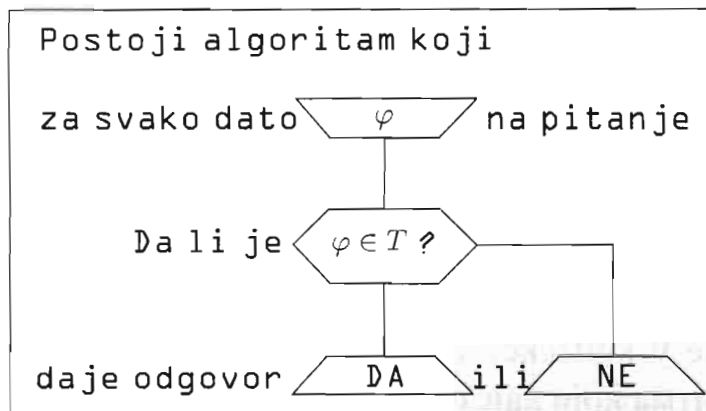 Postoji algoritam koji
za svako dato φ na pitanje
Da li je φ ∈ T ?
daje odgovor DA ili NE